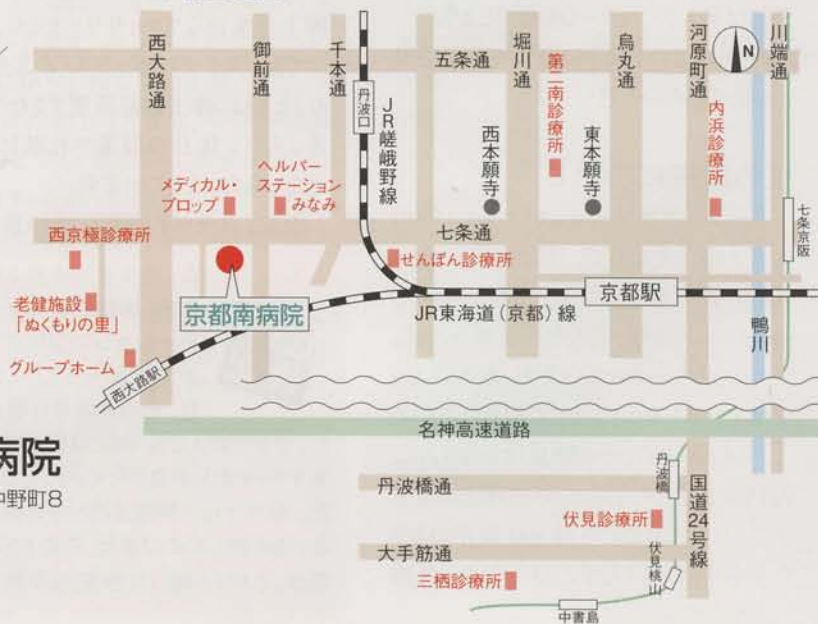 西大路通
御前通
千本通
丹波口
JR嵯峨野線
五条通
堀川通
烏丸通
河原町通
N
川端通
第二南診療所
内浜診療所
西本願寺
東本願寺
メディカル・
プロップ
ヘルパー
ステーション
みなみ
七条通
七条京阪
西京極診療所
せんぼん診療所
老健施設
「ぬくもりの里」
京都南病院
京都駅
JR東海道(京都)線
鴨川
グループホーム
西大路駅
名神高速道路
病院
中野町8
丹波橋通
丹波橋
国道24号線
伏見診療所
大手筋通
伏見桃山
三栖診療所
中書島